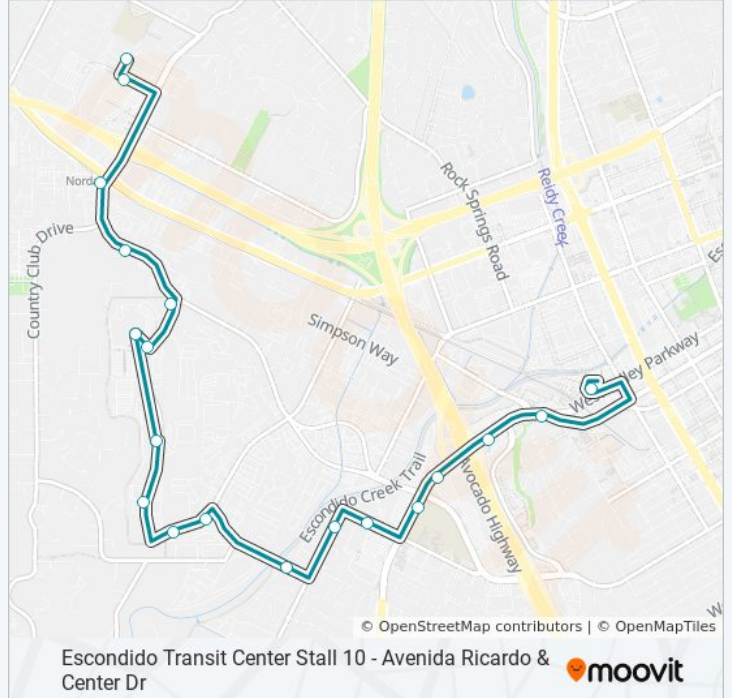 Rock Springs Road
Reidy Creek
Country Club Drive
Simpson Way
Escondido Creek Trail
Avocado Highway
© OpenStreetMap contributors | © OpenMapTiles
Escondido Transit Center Stall 10 - Avenida Ricardo &
Center Dr
moovit